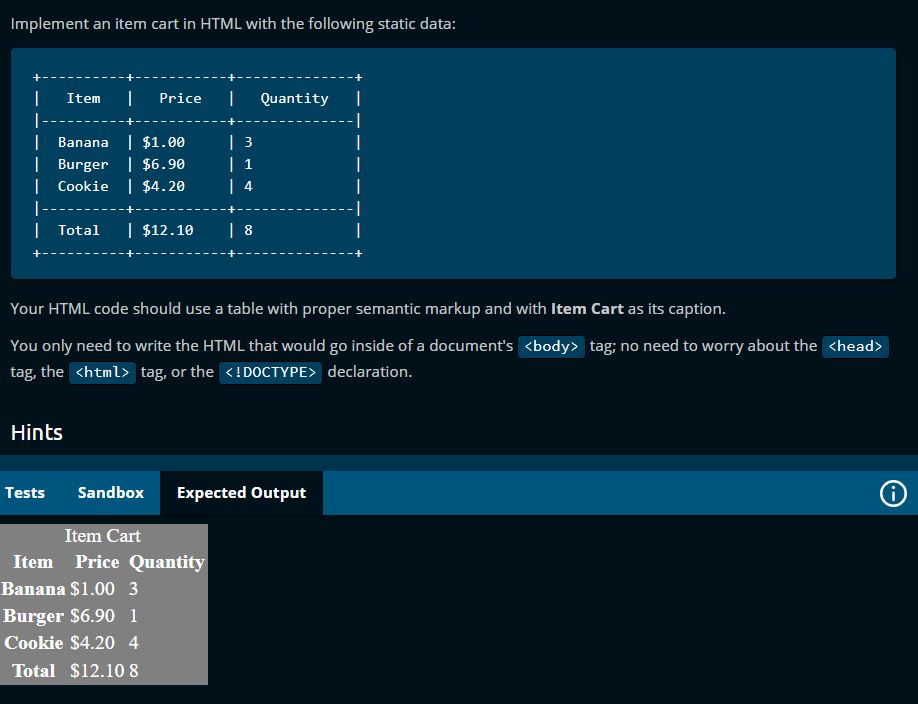 Implement an item cart in HTML with the following static data:
+----------+-----------+--------------+
|   Item   |   Price   |   Quantity   |
|----------+-----------+--------------|
|  Banana  | $1.00     | 3            |
|  Burger  | $6.90     | 1            |
|  Cookie  | $4.20     | 4            |
|----------+-----------+--------------|
|  Total   | $12.10    | 8            |
+----------+-----------+--------------+
Your HTML code should use a table with proper semantic markup and with Item Cart as its caption.
You only need to write the HTML that would go inside of a document's <body> tag; no need to worry about the <head>
tag, the <html> tag, or the <!DOCTYPE> declaration.
Hints
Tests Sandbox Expected Output
Item Cart
Item Price Quantity
Banana $1.00 3
Burger $6.90 1
Cookie $4.20 4
Total $12.10 8